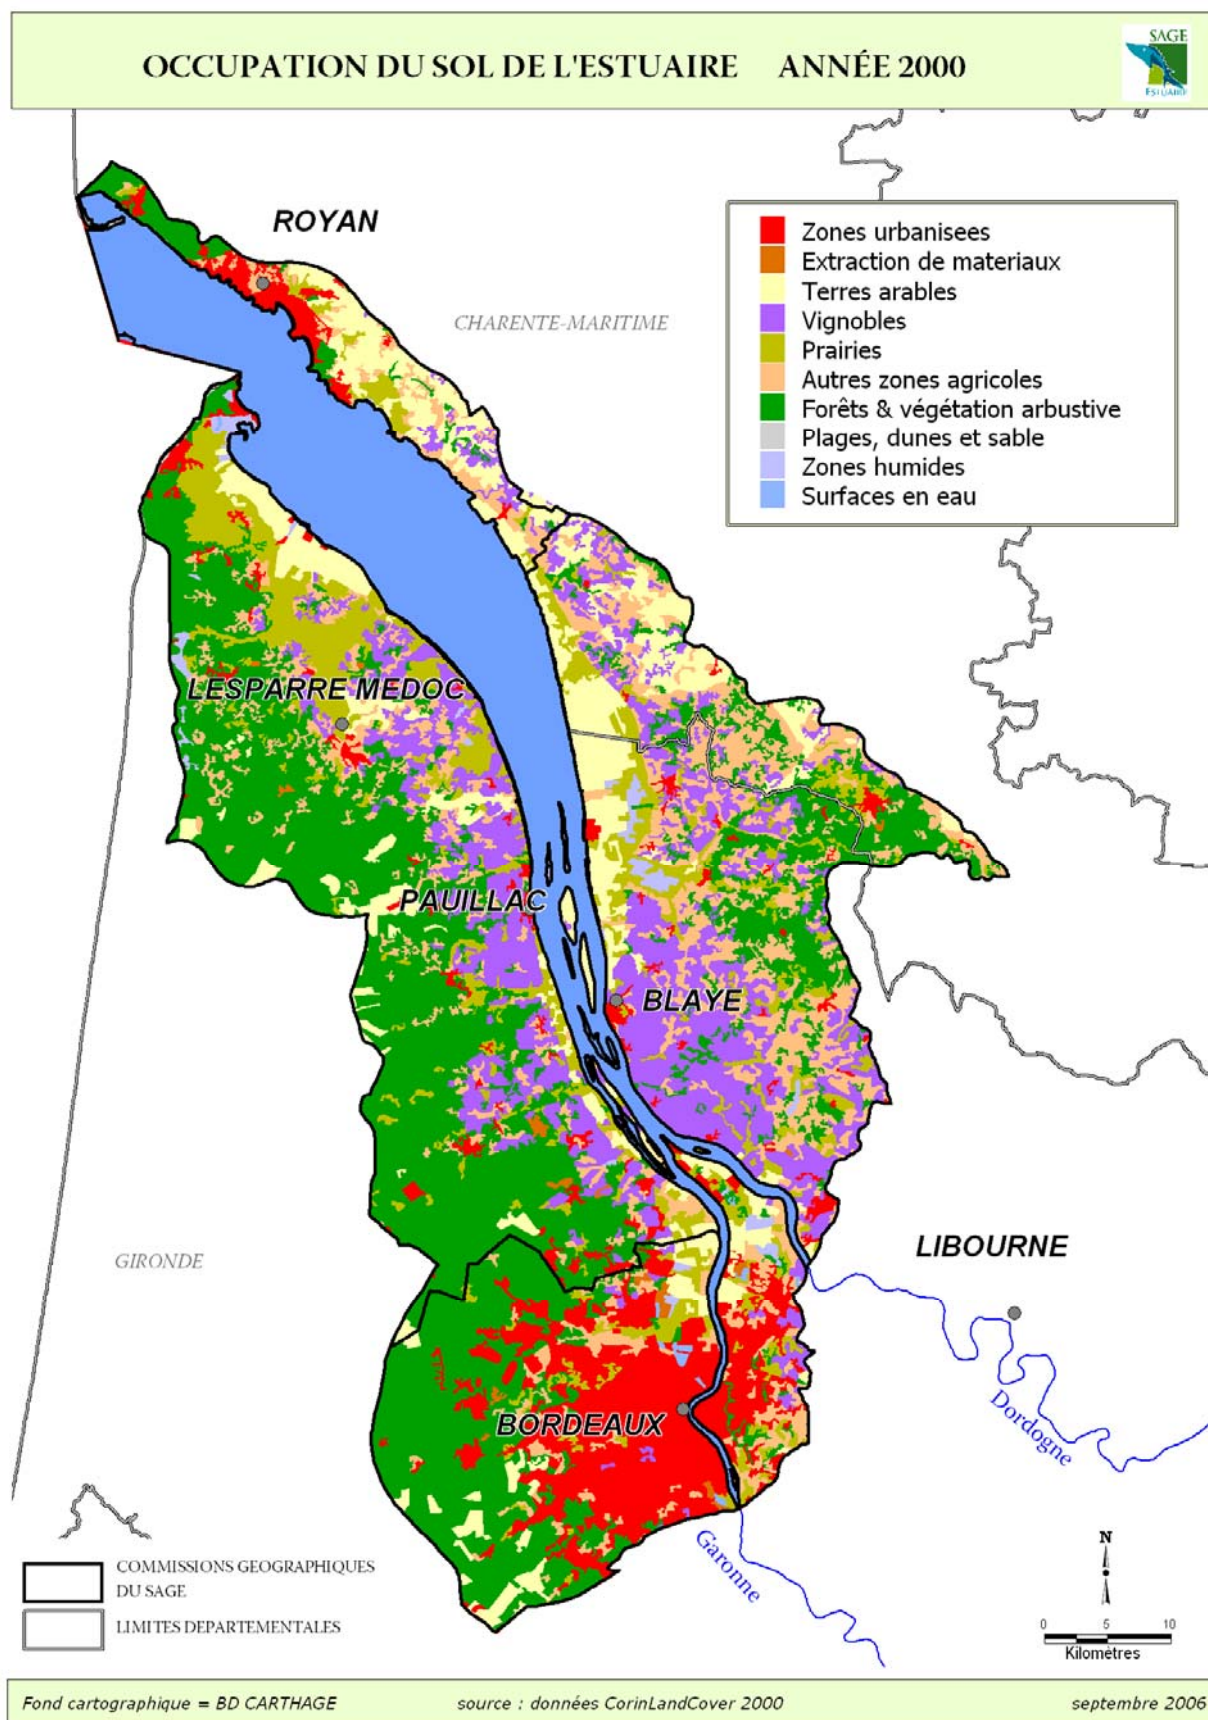 OCCUPATION DU SOL DE L'ESTUAIRE ANNÉE 2000
SAGE
ESTUAIRE
ROYAN
CHARENTE-MARITIME
Zones urbanisees
Extraction de materiaux
Terres arables
Vignobles
Prairies
Autres zones agricoles
Forêts & végétation arbustive
Plages, dunes et sable
Zones humides
Surfaces en eau
LESPARRE MEDOC
PAUILLAC
BLAYE
GIRONDE
LIBOURNE
BORDEAUX
Dordogne
Garonne
COMMISSIONS GEOGRAPHIQUES
DU SAGE
LIMITES DEPARTEMENTALES
N
0 5 10
Kilomètres
Fond cartographique = BD CARTHAGE source : données CorinLandCover 2000 septembre 2006